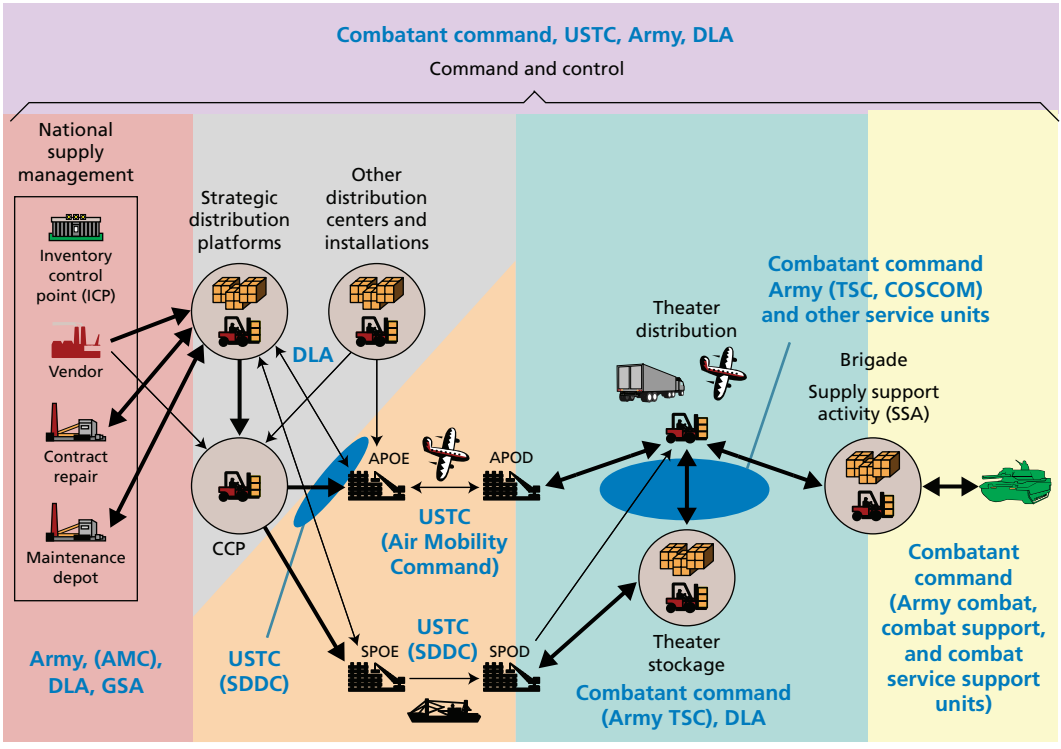 Combatant command, USTC, Army, DLA
Command and control
National
supply
management
Inventory
control
point (ICP)
Vendor
Contract
repair
Maintenance
depot
Army, (AMC),
DLA, GSA
Strategic
distribution
platforms
Other
distribution
centers and
installations
DLA
CCP
USTC
(SDDC)
APOE
APOD
USTC
(Air Mobility
Command)
USTC
(SDDC)
SPOE
SPOD
Theater
distribution
Combatant command
Army (TSC, COSCOM)
and other service units
Theater
stockage
Combatant command
(Army TSC), DLA
Brigade
Supply support
activity (SSA)
Combatant
command
(Army combat,
combat support,
and combat
service support
units)